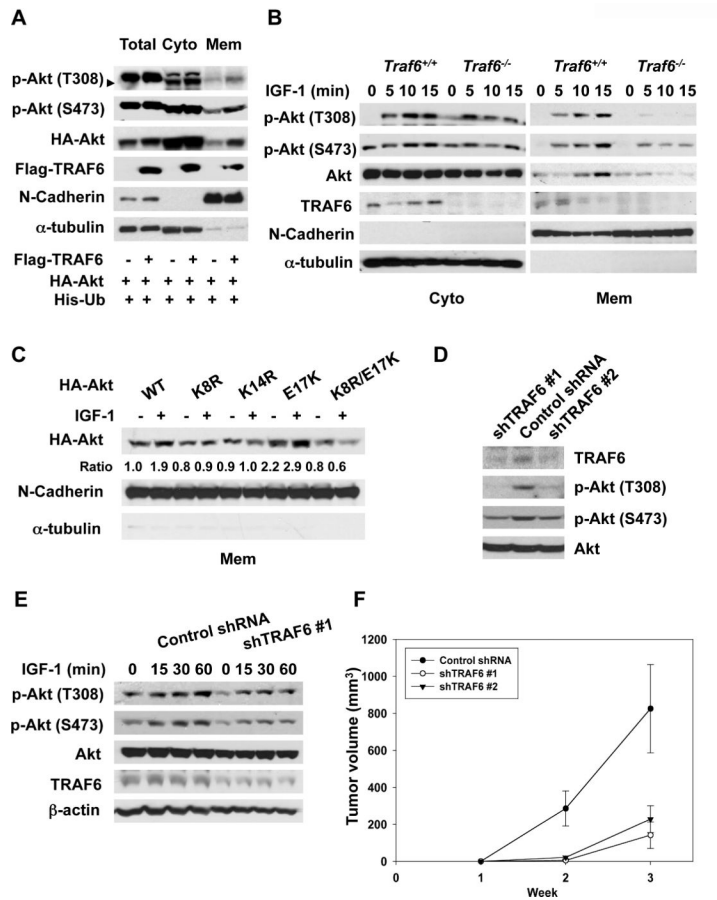 A
Total Cyto Mem
p-Akt (T308)
p-Akt (S473)
HA-Akt
Flag-TRAF6
N-Cadherin
α-tubulin
Flag-TRAF6 - + - + - +
HA-Akt + + + + + +
His-Ub + + + + + +
B
Traf6+/+ Traf6-/- Traf6+/+ Traf6-/-
IGF-1 (min) 0 5 10 15 0 5 10 15 0 5 10 15 0 5 10 15
p-Akt (T308)
p-Akt (S473)
Akt
TRAF6
N-Cadherin
α-tubulin
Cyto Mem
C
HA-Akt WT K8R K14R E17K K8R/E17K
IGF-1 - + - + - + - + - +
HA-Akt
Ratio 1.0 1.9 0.8 0.9 0.9 1.0 2.2 2.9 0.8 0.6
N-Cadherin
α-tubulin
Mem
D
shTRAF6 #1 Control shRNA shTRAF6 #2
TRAF6
p-Akt (T308)
p-Akt (S473)
Akt
E
Control shRNA shTRAF6 #1
IGF-1 (min) 0 15 30 60 0 15 30 60
p-Akt (T308)
p-Akt (S473)
Akt
TRAF6
β-actin
F
Tumor volume (mm3)
1200
1000
800
600
400
200
0
Control shRNA
shTRAF6 #1
shTRAF6 #2
0 1 2 3
Week